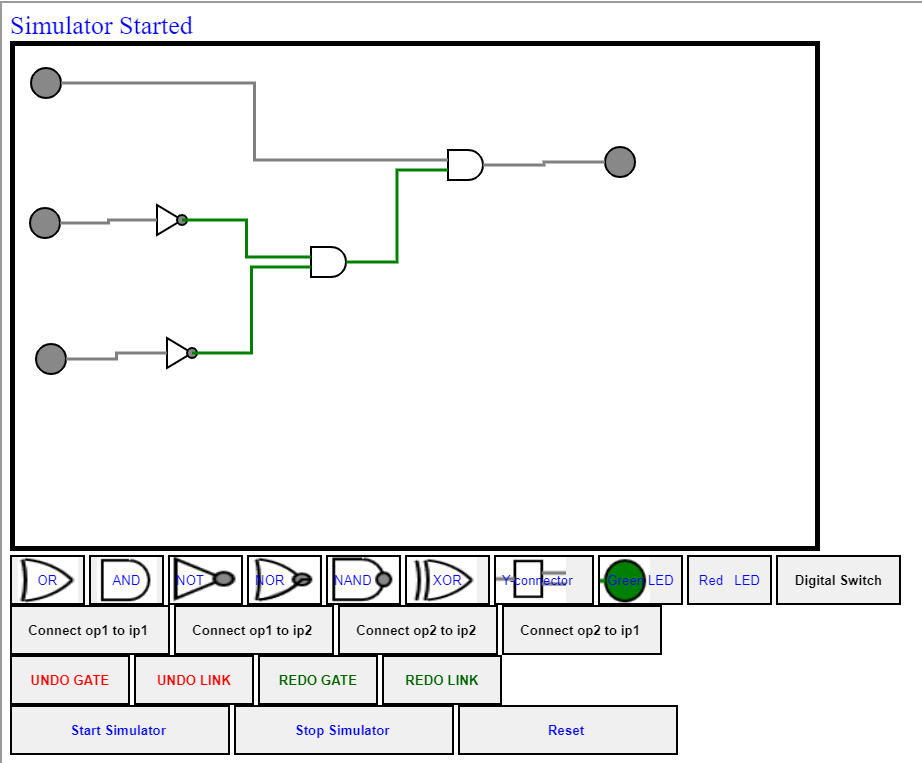 Simulator Started
OR AND NOT NOR NAND XOR Y-connector Green LED Red LED Digital Switch
Connect op1 to ip1 Connect op1 to ip2 Connect op2 to ip2 Connect op2 to ip1
UNDO GATE UNDO LINK REDO GATE REDO LINK
Start Simulator Stop Simulator Reset